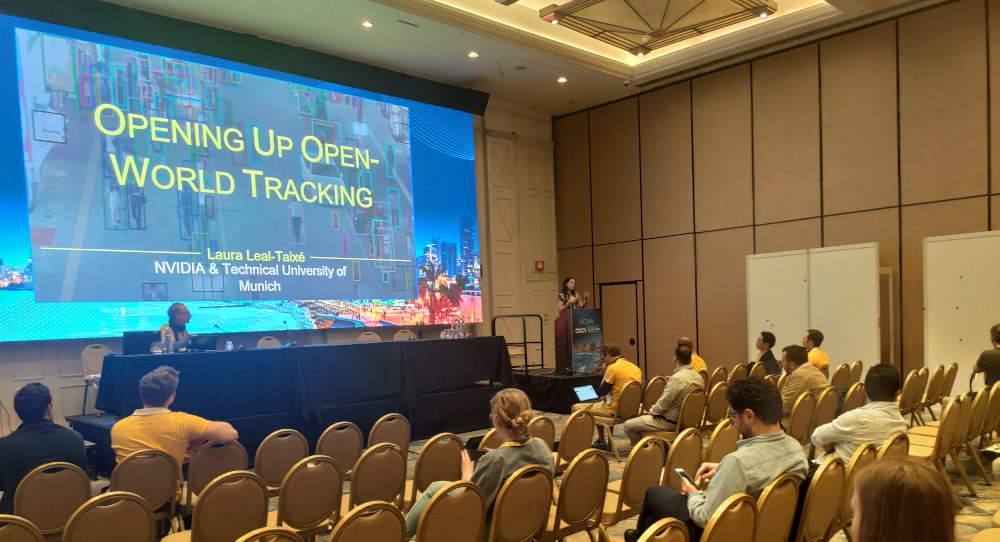 OPENING UP OPEN-
WORLD TRACKING
Laura Leal-Taixé
NVIDIA & Technical University of
Munich
ECVA